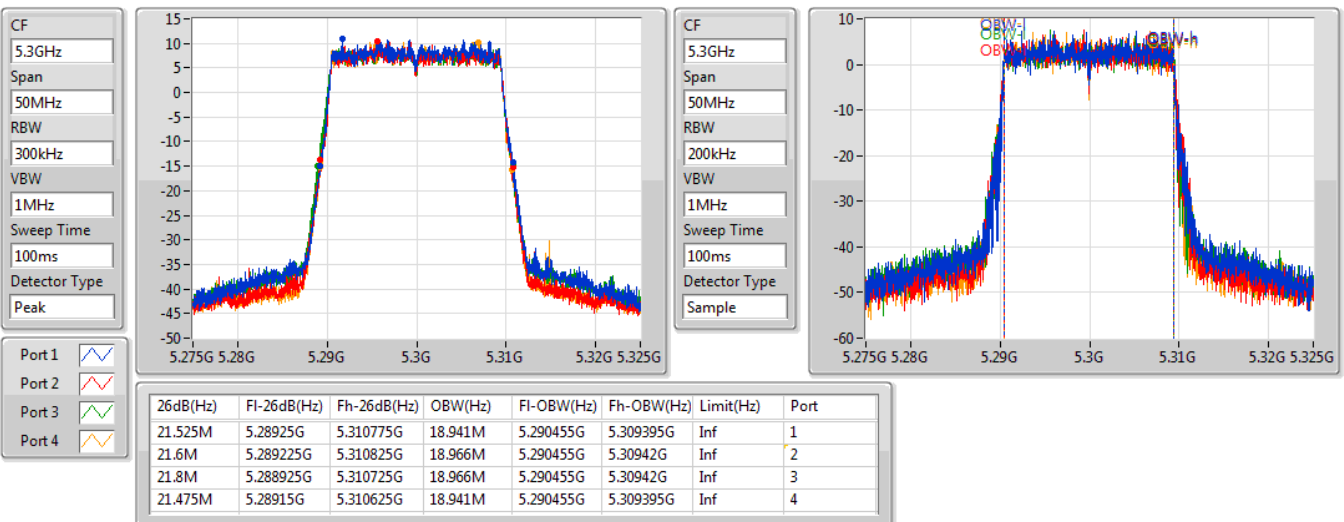 CF
5.3GHz
Span
50MHz
RBW
300kHz
VBW
1MHz
Sweep Time
100ms
Detector Type
Peak
15
10
5
0
-5
-10
-15
-20
-25
-30
-35
-40
-45
-50
5.275G 5.28G 5.29G 5.3G 5.31G 5.32G 5.325G
CF
5.3GHz
Span
50MHz
RBW
200kHz
VBW
1MHz
Sweep Time
100ms
Detector Type
Sample
10
0
-10
-20
-30
-40
-50
-60
OBW-l
OBW-h
5.275G 5.28G 5.29G 5.3G 5.31G 5.32G 5.325G
Port 1
Port 2
Port 3
Port 4
26dB(Hz) Fl-26dB(Hz) Fh-26dB(Hz) OBW(Hz) Fl-OBW(Hz) Fh-OBW(Hz) Limit(Hz) Port
21.525M 5.28925G 5.310775G 18.941M 5.290455G 5.309395G Inf 1
21.6M 5.289225G 5.310825G 18.966M 5.290455G 5.30942G Inf 2
21.8M 5.288925G 5.310725G 18.966M 5.290455G 5.30942G Inf 3
21.475M 5.28915G 5.310625G 18.941M 5.290455G 5.309395G Inf 4